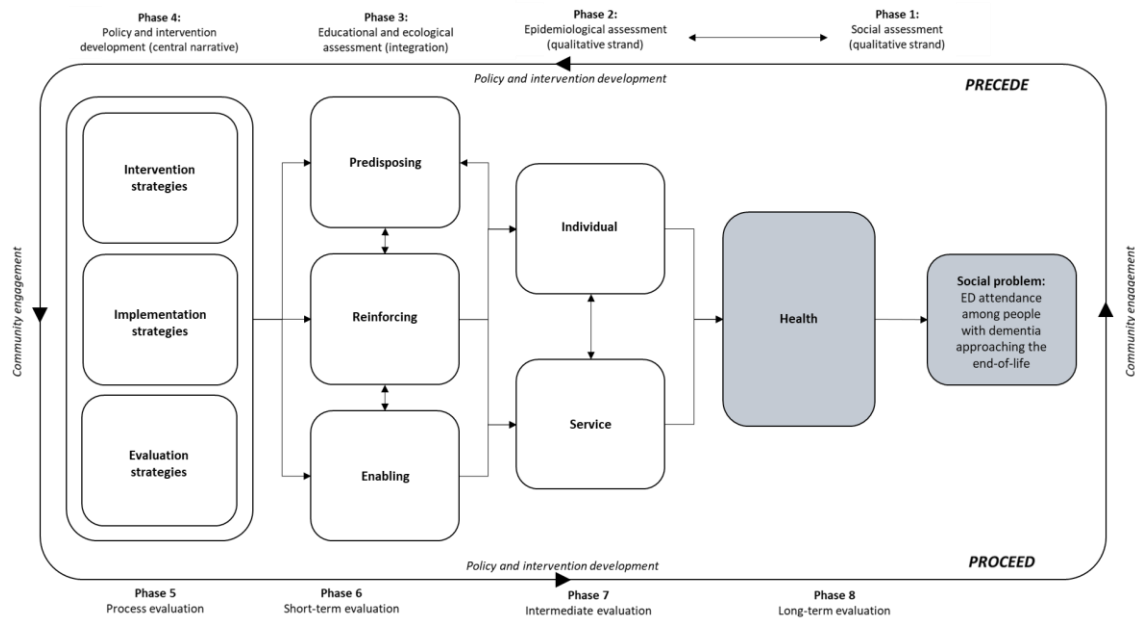 Phase 4:
Policy and intervention
development (central narrative)
Phase 3:
Educational and ecological
assessment (integration)
Phase 2:
Epidemiological assessment
(qualitative strand)
Phase 1:
Social assessment
(qualitative strand)
Policy and intervention development
PRECEDE
Community engagement
Intervention
strategies
Implementation
strategies
Evaluation
strategies
Predisposing
Reinforcing
Enabling
Individual
Service
Health
Social problem:
ED attendance
among people
with dementia
approaching the
end-of-life
Community engagement
Policy and intervention development
PROCEED
Phase 5
Process evaluation
Phase 6
Short-term evaluation
Phase 7
Intermediate evaluation
Phase 8
Long-term evaluation